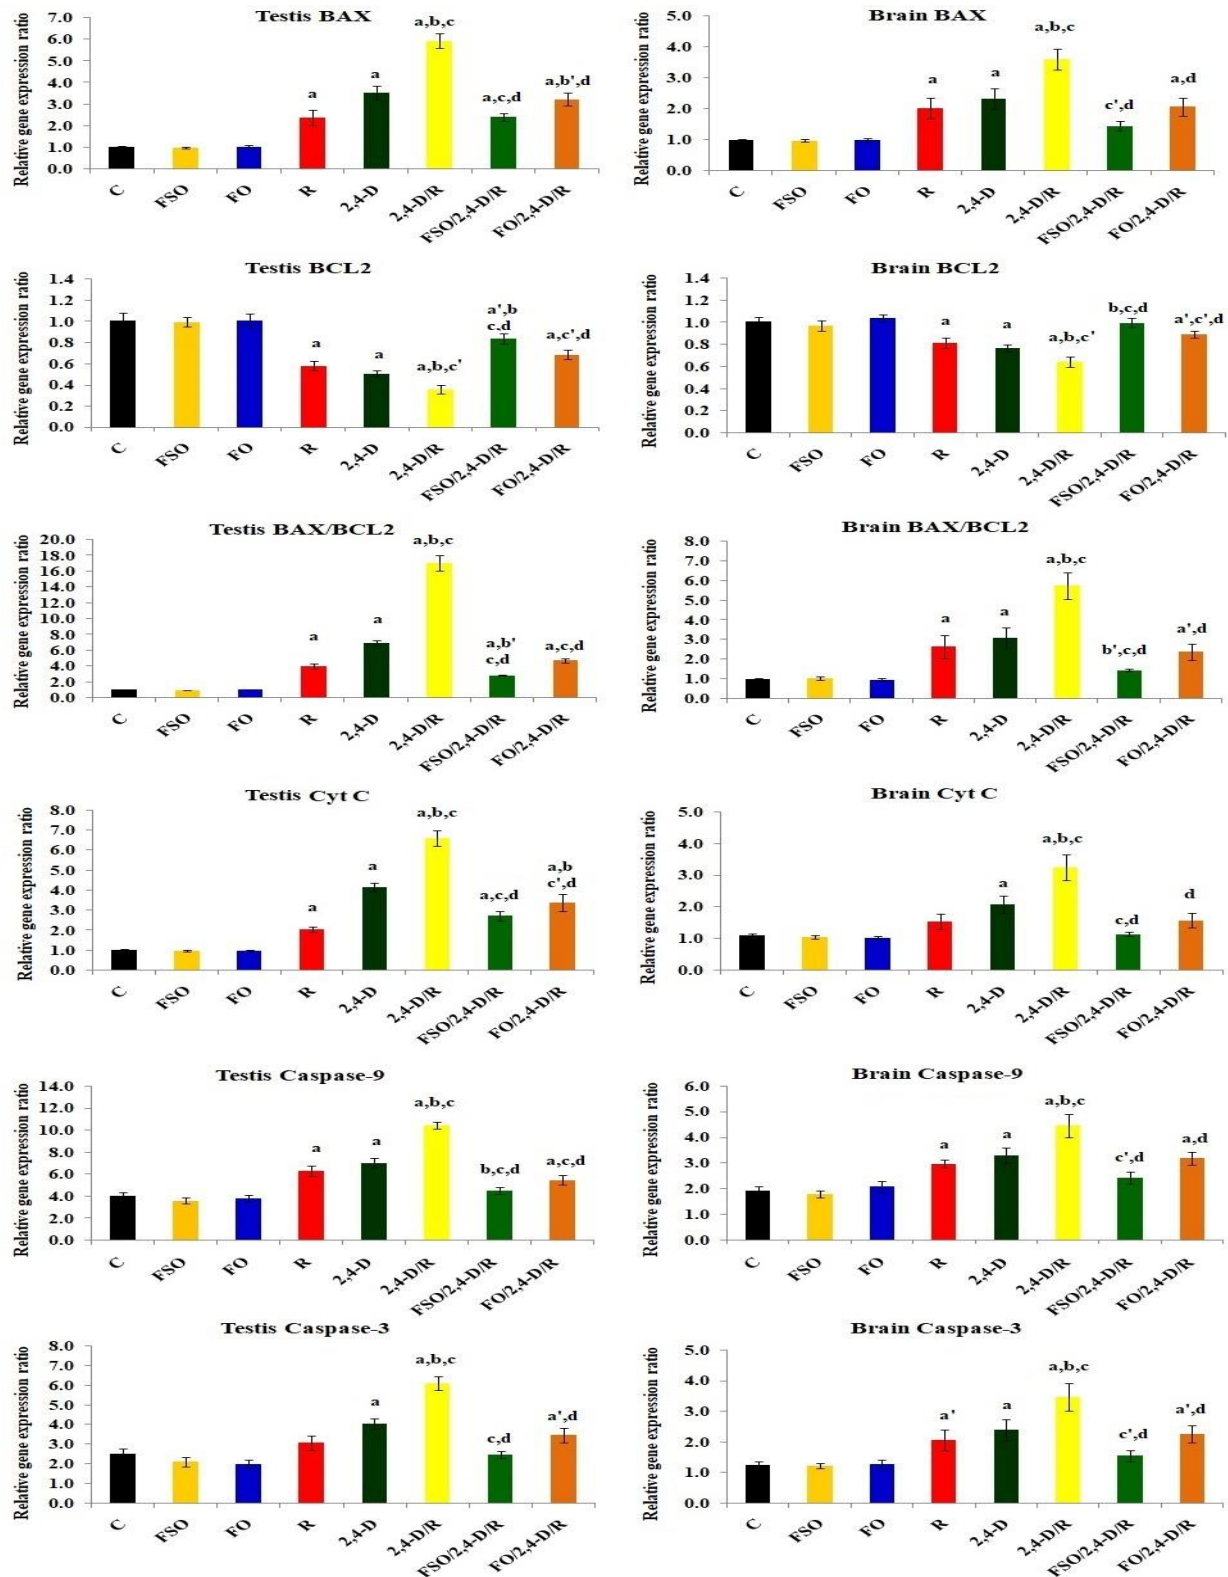 Testis BAX
Relative gene expression ratio
7.0
6.0
5.0
4.0
3.0
2.0
1.0
0.0
a
a
a,b,c
a,c,d
a,b',d
C
FSO
FO
R
2,4-D
2,4-D/R
FSO/2,4-D/R
FO/2,4-D/R
Brain BAX
Relative gene expression ratio
5.0
4.0
3.0
2.0
1.0
0.0
a
a
a,b,c
c',d
a,d
C
FSO
FO
R
2,4-D
2,4-D/R
FSO/2,4-D/R
FO/2,4-D/R
Testis BCL2
Relative gene expression ratio
1.4
1.2
1.0
0.8
0.6
0.4
0.2
0.0
a
a
a,b,c'
a',b
c,d
a,c',d
C
FSO
FO
R
2,4-D
2,4-D/R
FSO/2,4-D/R
FO/2,4-D/R
Brain BCL2
Relative gene expression ratio
1.4
1.2
1.0
0.8
0.6
0.4
0.2
0.0
a
a
a,b,c'
b,c,d
a',c',d
C
FSO
FO
R
2,4-D
2,4-D/R
FSO/2,4-D/R
FO/2,4-D/R
Testis BAX/BCL2
Relative gene expression ratio
20.0
18.0
16.0
14.0
12.0
10.0
8.0
6.0
4.0
2.0
0.0
a
a
a,b,c
a,b'
c,d
a,c,d
C
FSO
FO
R
2,4-D
2,4-D/R
FSO/2,4-D/R
FO/2,4-D/R
Brain BAX/BCL2
Relative gene expression ratio
8.0
7.0
6.0
5.0
4.0
3.0
2.0
1.0
0.0
a
a
a,b,c
b',c,d
a',d
C
FSO
FO
R
2,4-D
2,4-D/R
FSO/2,4-D/R
FO/2,4-D/R
Testis Cyt C
Relative gene expression ratio
8.0
7.0
6.0
5.0
4.0
3.0
2.0
1.0
0.0
a
a
a,b,c
a,c,d
a,b
c',d
C
FSO
FO
R
2,4-D
2,4-D/R
FSO/2,4-D/R
FO/2,4-D/R
Brain Cyt C
Relative gene expression ratio
5.0
4.0
3.0
2.0
1.0
0.0
a
a,b,c
c,d
d
C
FSO
FO
R
2,4-D
2,4-D/R
FSO/2,4-D/R
FO/2,4-D/R
Testis Caspase-9
Relative gene expression ratio
14.0
12.0
10.0
8.0
6.0
4.0
2.0
0.0
a
a
a,b,c
b,c,d
a,c,d
C
FSO
FO
R
2,4-D
2,4-D/R
FSO/2,4-D/R
FO/2,4-D/R
Brain Caspase-9
Relative gene expression ratio
6.0
5.0
4.0
3.0
2.0
1.0
0.0
a
a
a,b,c
c',d
a,d
C
FSO
FO
R
2,4-D
2,4-D/R
FSO/2,4-D/R
FO/2,4-D/R
Testis Caspase-3
Relative gene expression ratio
8.0
7.0
6.0
5.0
4.0
3.0
2.0
1.0
0.0
a
a,b,c
c,d
a',d
C
FSO
FO
R
2,4-D
2,4-D/R
FSO/2,4-D/R
FO/2,4-D/R
Brain Caspase-3
Relative gene expression ratio
5.0
4.0
3.0
2.0
1.0
0.0
a'
a
a,b,c
c',d
a',d
C
FSO
FO
R
2,4-D
2,4-D/R
FSO/2,4-D/R
FO/2,4-D/R